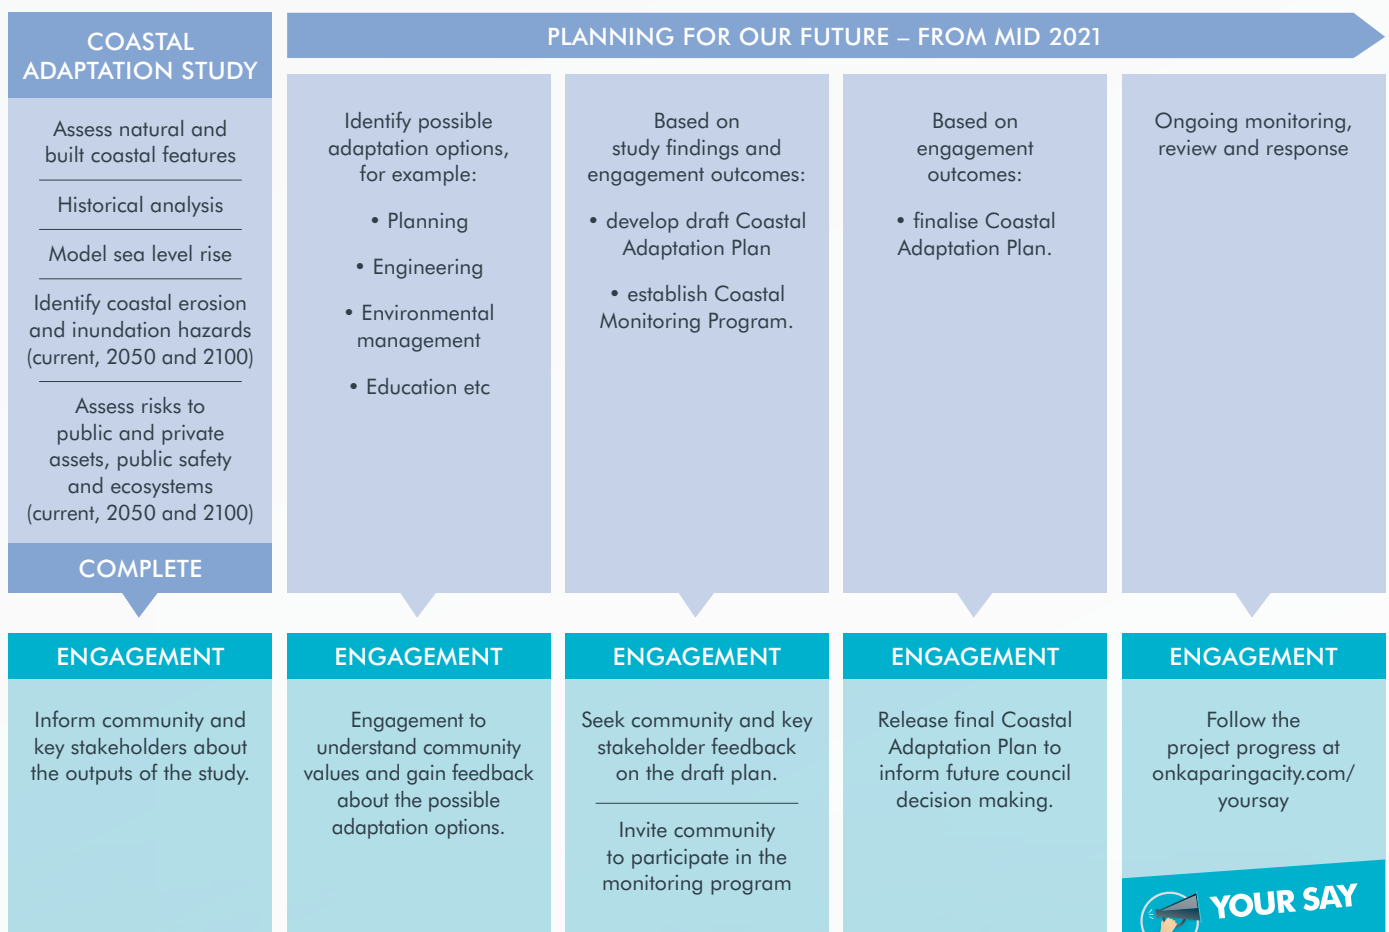 COASTAL
ADAPTATION STUDY
Assess natural and
built coastal features
Historical analysis
Model sea level rise
Identify coastal erosion
and inundation hazards
(current, 2050 and 2100)
Assess risks to
public and private
assets, public safety
and ecosystems
(current, 2050 and 2100)
COMPLETE
PLANNING FOR OUR FUTURE – FROM MID 2021
Identify possible
adaptation options,
for example:
• Planning
• Engineering
• Environmental
management
• Education etc
Based on
study findings and
engagement outcomes:
• develop draft Coastal
Adaptation Plan
• establish Coastal
Monitoring Program.
Based on
engagement
outcomes:
• finalise Coastal
Adaptation Plan.
Ongoing monitoring,
review and response
ENGAGEMENT
Inform community and
key stakeholders about
the outputs of the study.
ENGAGEMENT
Engagement to
understand community
values and gain feedback
about the possible
adaptation options.
ENGAGEMENT
Seek community and key
stakeholder feedback
on the draft plan.
Invite community
to participate in the
monitoring program
ENGAGEMENT
Release final Coastal
Adaptation Plan to
inform future council
decision making.
ENGAGEMENT
Follow the
project progress at
onkaparingacity.com/
yoursay
YOUR SAY